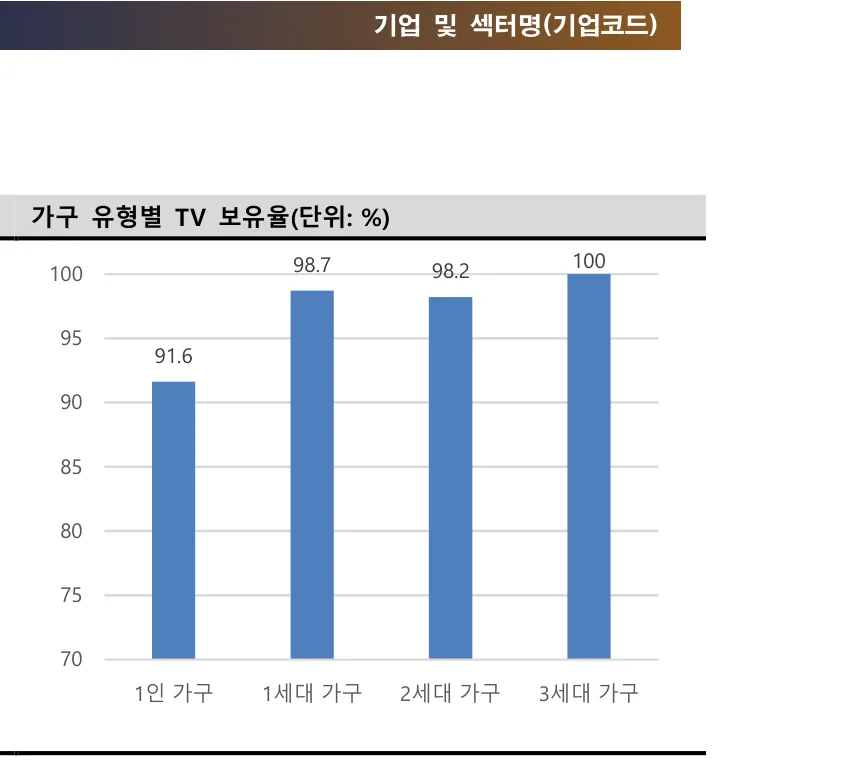 기업 및 섹터명(기업코드)
가구 유형별 TV 보유율(단위: %)
100
95
90
85
80
75
70
91.6
98.7
98.2
100
1인 가구
1세대 가구
2세대 가구
3세대 가구